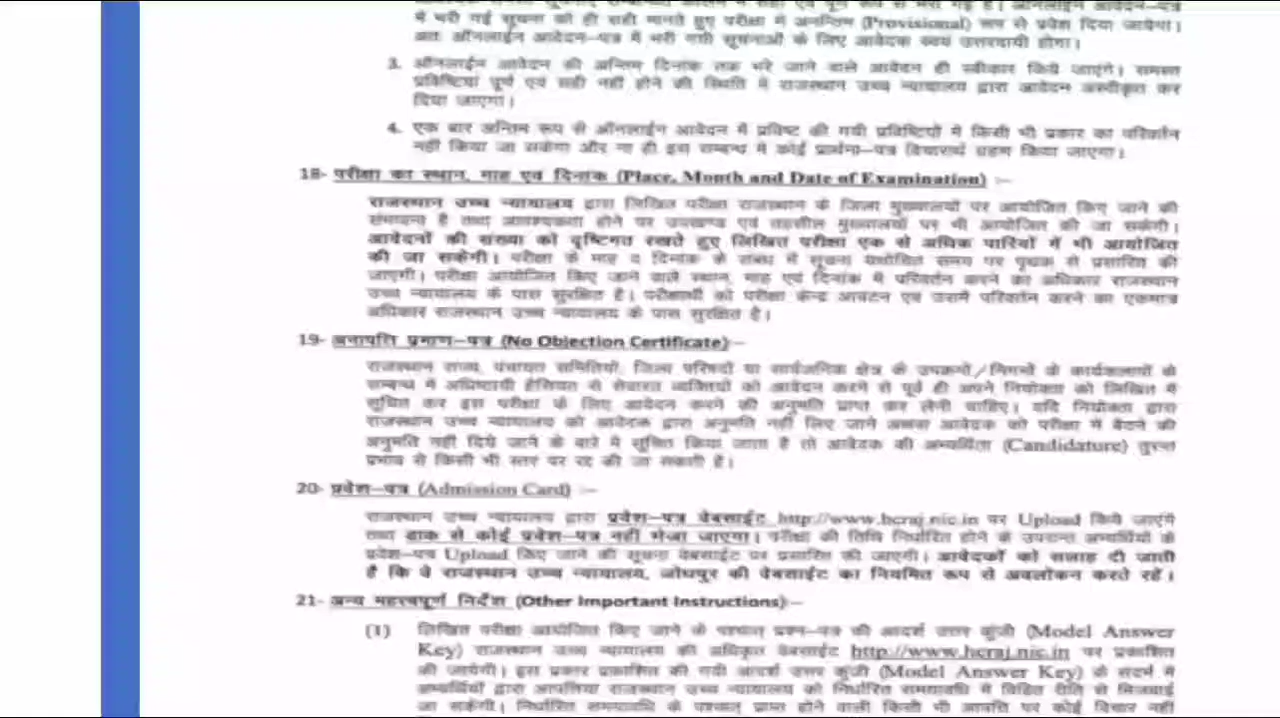 में भरी गई सूचना को ही सही मानते हुए परीक्षा में अनन्तिम (Provisional) रूप से प्रवेश दिया जावेगा।
अतः ऑनलाईन आवेदन-पत्र में भरी गयी सूचनाओं के लिए आवेदक स्वयं उत्तरदायी होगा।
3. ऑनलाईन आवेदन की अन्तिम दिनांक तक भरे जाने वाले आवेदन ही स्वीकार किये जाएंगे। समस्त
प्रविष्टियां पूर्ण एवं सही नहीं होने की स्थिति में राजस्थान उच्च न्यायालय द्वारा आवेदन अस्वीकृत कर
दिया जाएगा।
4. एक बार अन्तिम रूप से ऑनलाईन आवेदन में प्रविष्ट की गयी प्रविष्टियों में किसी भी प्रकार का परिवर्तन
नहीं किया जा सकेगा और ना ही इस सम्बन्ध में कोई प्रार्थना-पत्र विचारार्थ ग्रहण किया जाएगा।
18- परीक्षा का स्थान, माह एवं दिनांक (Place, Month and Date of Examination) :-
राजस्थान उच्च न्यायालय द्वारा लिखित परीक्षा राजस्थान के जिला मुख्यालयों पर आयोजित किए जाने की
संभावना है तथा आवश्यकता होने पर उपखण्ड एवं तहसील मुख्यालयों पर भी आयोजित की जा सकेगी।
आवेदनों की संख्या को दृष्टिगत रखते हुए लिखित परीक्षा एक से अधिक पारियों में भी आयोजित
की जा सकेगी। परीक्षा के माह व दिनांक के संबंध में सूचना यथोचित समय पर पृथक से प्रसारित की
जाएगी। परीक्षा आयोजित किए जाने वाले स्थान, माह एवं दिनांक में परिवर्तन करने का अधिकार राजस्थान
उच्च न्यायालय के पास सुरक्षित है। परीक्षार्थी को परीक्षा केन्द्र आवंटन एवं उसमें परिवर्तन करने का एकमात्र
अधिकार राजस्थान उच्च न्यायालय के पास सुरक्षित है।
19- अनापत्ति प्रमाण-पत्र (No Objection Certificate)-
राजस्थान राज्य, पंचायत समितियों, जिला परिषदों या सार्वजनिक क्षेत्र के उपक्रमों/निगमों के कार्यकलापों के
सम्बन्ध में अधिष्ठायी हैसियत से सेवारत व्यक्तियों को आवेदन करने से पूर्व ही अपने नियोक्ता को लिखित में
सूचित कर इस परीक्षा के लिए आवेदन करने की अनुमति प्राप्त कर लेनी चाहिए। यदि नियोक्ता द्वारा
राजस्थान उच्च न्यायालय को आवेदक द्वारा अनुमति नहीं लिए जाने अथवा आवेदक को परीक्षा में बैठने की
अनुमति नहीं दिये जाने के बारे में सूचित किया जाता है तो आवेदक की अभ्यर्थिता (Candidature) तुरन्त
प्रभाव से किसी भी स्तर पर रद्द की जा सकती है।
20- प्रवेश-पत्र (Admission Card) :-
राजस्थान उच्च न्यायालय द्वारा प्रवेश-पत्र वेबसाईट http://www.hcraj.nic.in पर Upload किये जाएंगे
तथा डाक से कोई प्रवेश-पत्र नहीं भेजा जाएगा। परीक्षा की तिथि निर्धारित होने के उपरान्त अभ्यर्थियों के
प्रवेश-पत्र Upload किए जाने की सूचना वेबसाईट पर प्रसारित की जाएगी। आवेदकों को सलाह दी जाती
है कि वे राजस्थान उच्च न्यायालय, जोधपुर की वेबसाईट का नियमित रूप से अवलोकन करते रहें।
21- अन्य महत्त्वपूर्ण निर्देश (Other Important Instructions)-
(1) लिखित परीक्षा आयोजित किए जाने के पश्चात् प्रश्न-पत्र की आदर्श उत्तर कुंजी (Model Answer
Key) राजस्थान उच्च न्यायालय की अधिकृत वेबसाईट http://www.hcraj.nic.in पर प्रकाशित
की जायेगी। इस प्रकार प्रकाशित की गयी आदर्श उत्तर कुंजी (Model Answer Key) के संदर्भ में
अभ्यर्थियों द्वारा आपत्तियां राजस्थान उच्च न्यायालय को निर्धारित समयावधि में विहित रीति से भिजवाई
जा सकेंगी। निर्धारित समयावधि के पश्चात् प्राप्त होने वाली किसी भी आपत्ति पर कोई विचार नहीं